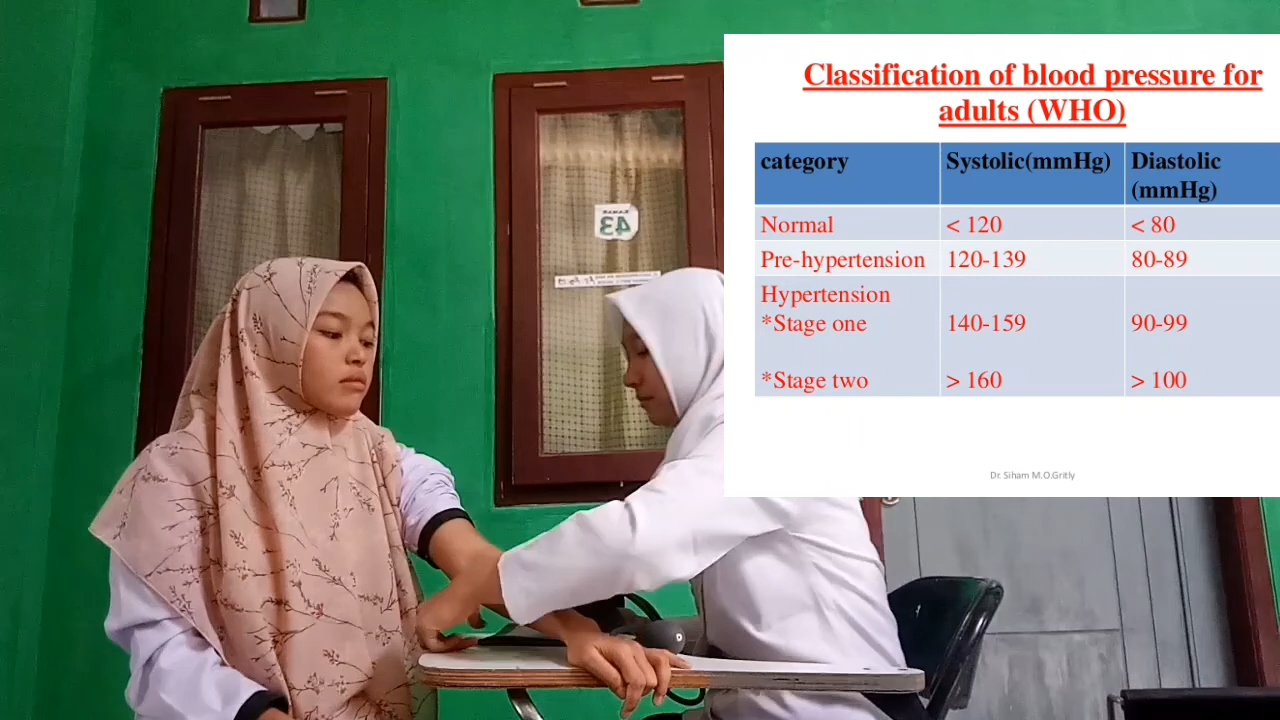 Classification of blood pressure for
adults (WHO)
category Systolic(mmHg) Diastolic
(mmHg)
Normal < 120 < 80
Pre-hypertension 120-139 80-89
Hypertension
*Stage one 140-159 90-99
*Stage two > 160 > 100
Dr. Siham M.O.Gritly
43